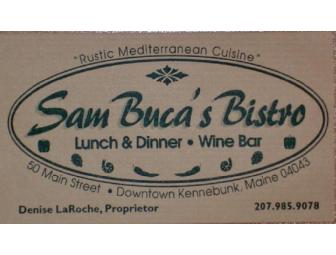 "Rustic Mediterranean Cuisine"
Sam Buca's Bistro
Lunch & Dinner • Wine Bar
50 Main Street • Downtown Kennebunk, Maine 04043
Denise LaRoche, Proprietor
207.985.9078